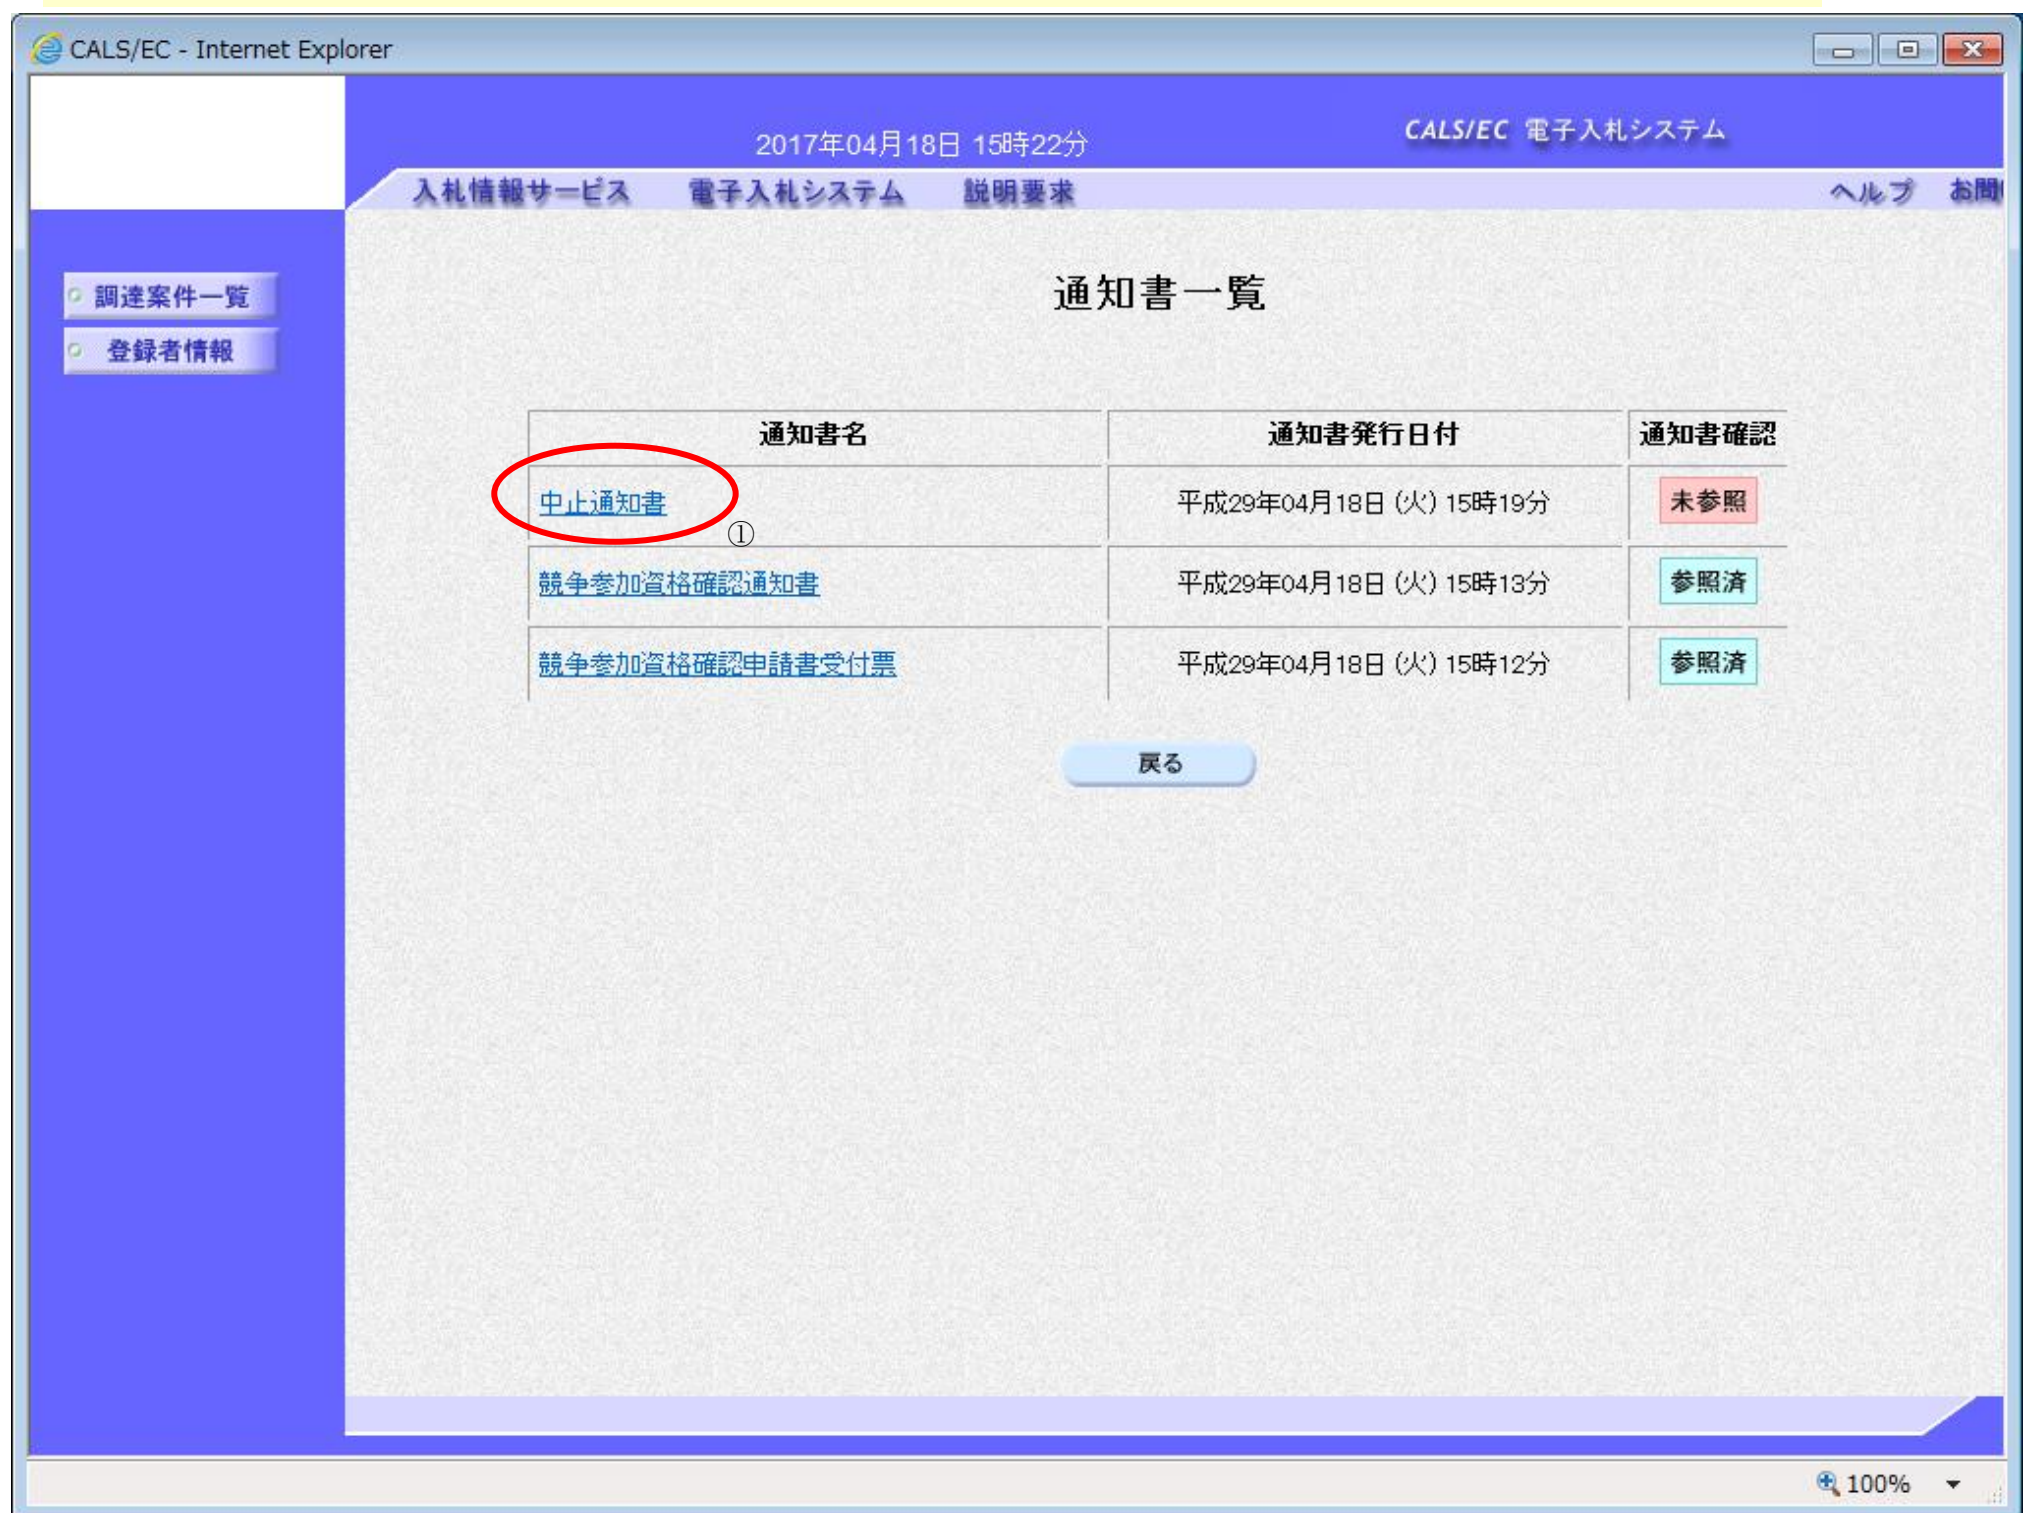 CALS/EC - Internet Explorer
2017年04月18日 15時22分
CALS/EC 電子入札システム
入札情報サービス 電子入札システム 説明要求 ヘルプ お問
調達案件一覧
登録者情報
通知書一覧
通知書名 通知書発行日付 通知書確認
中止通知書 平成29年04月18日 (火) 15時19分 未参照
①
競争参加資格確認通知書 平成29年04月18日 (火) 15時13分 参照済
競争参加資格確認申請書受付票 平成29年04月18日 (火) 15時12分 参照済
戻る
100%